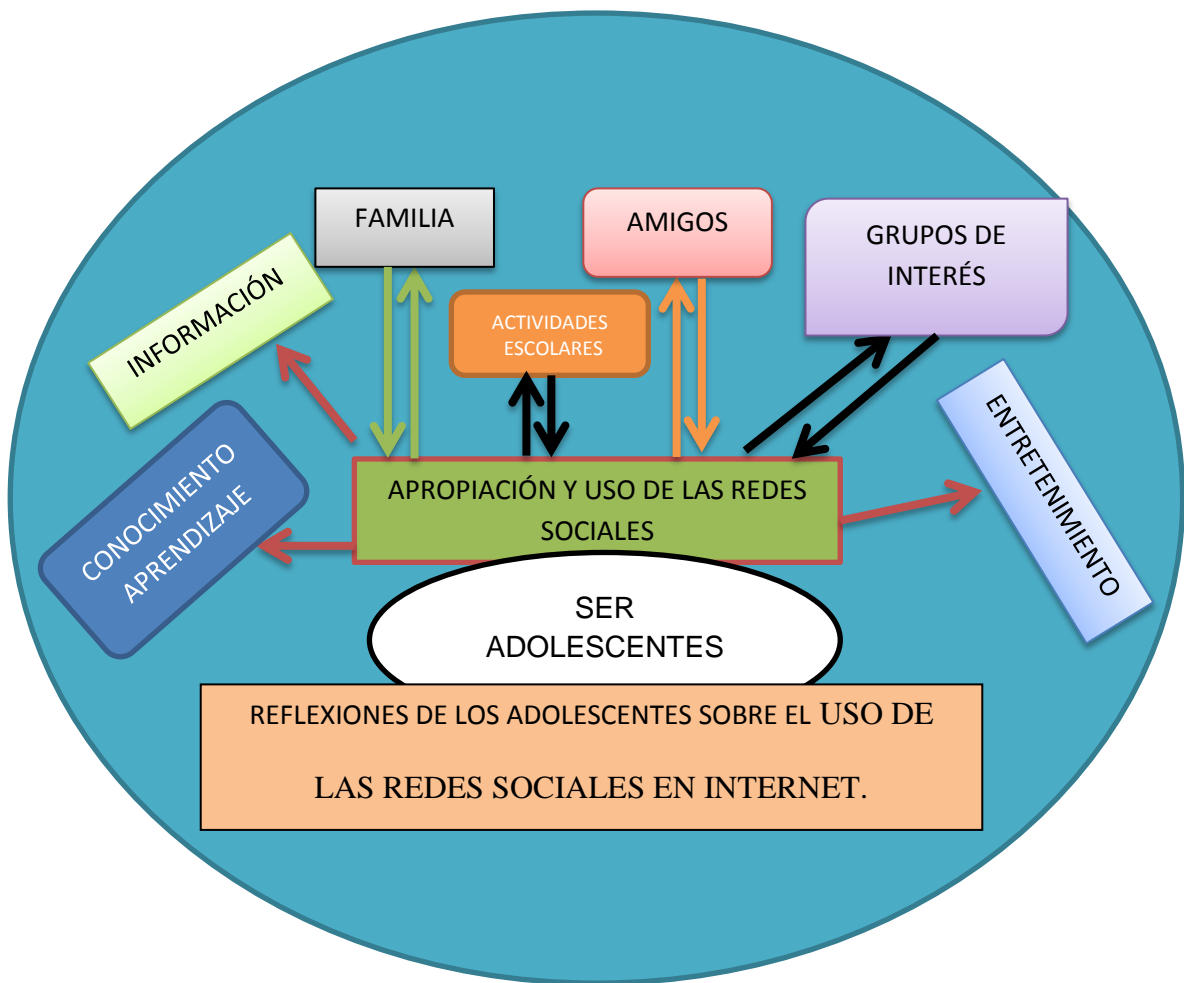 FAMILIA
AMIGOS
GRUPOS DE
INTERÉS
INFORMACIÓN
ACTIVIDADES
ESCOLARES
ENTRETENIMIENTO
CONOCIMIENTO
APRENDIZAJE
APROPIACIÓN Y USO DE LAS REDES
SOCIALES
SER
ADOLESCENTES
REFLEXIONES DE LOS ADOLESCENTES SOBRE EL USO DE
LAS REDES SOCIALES EN INTERNET.